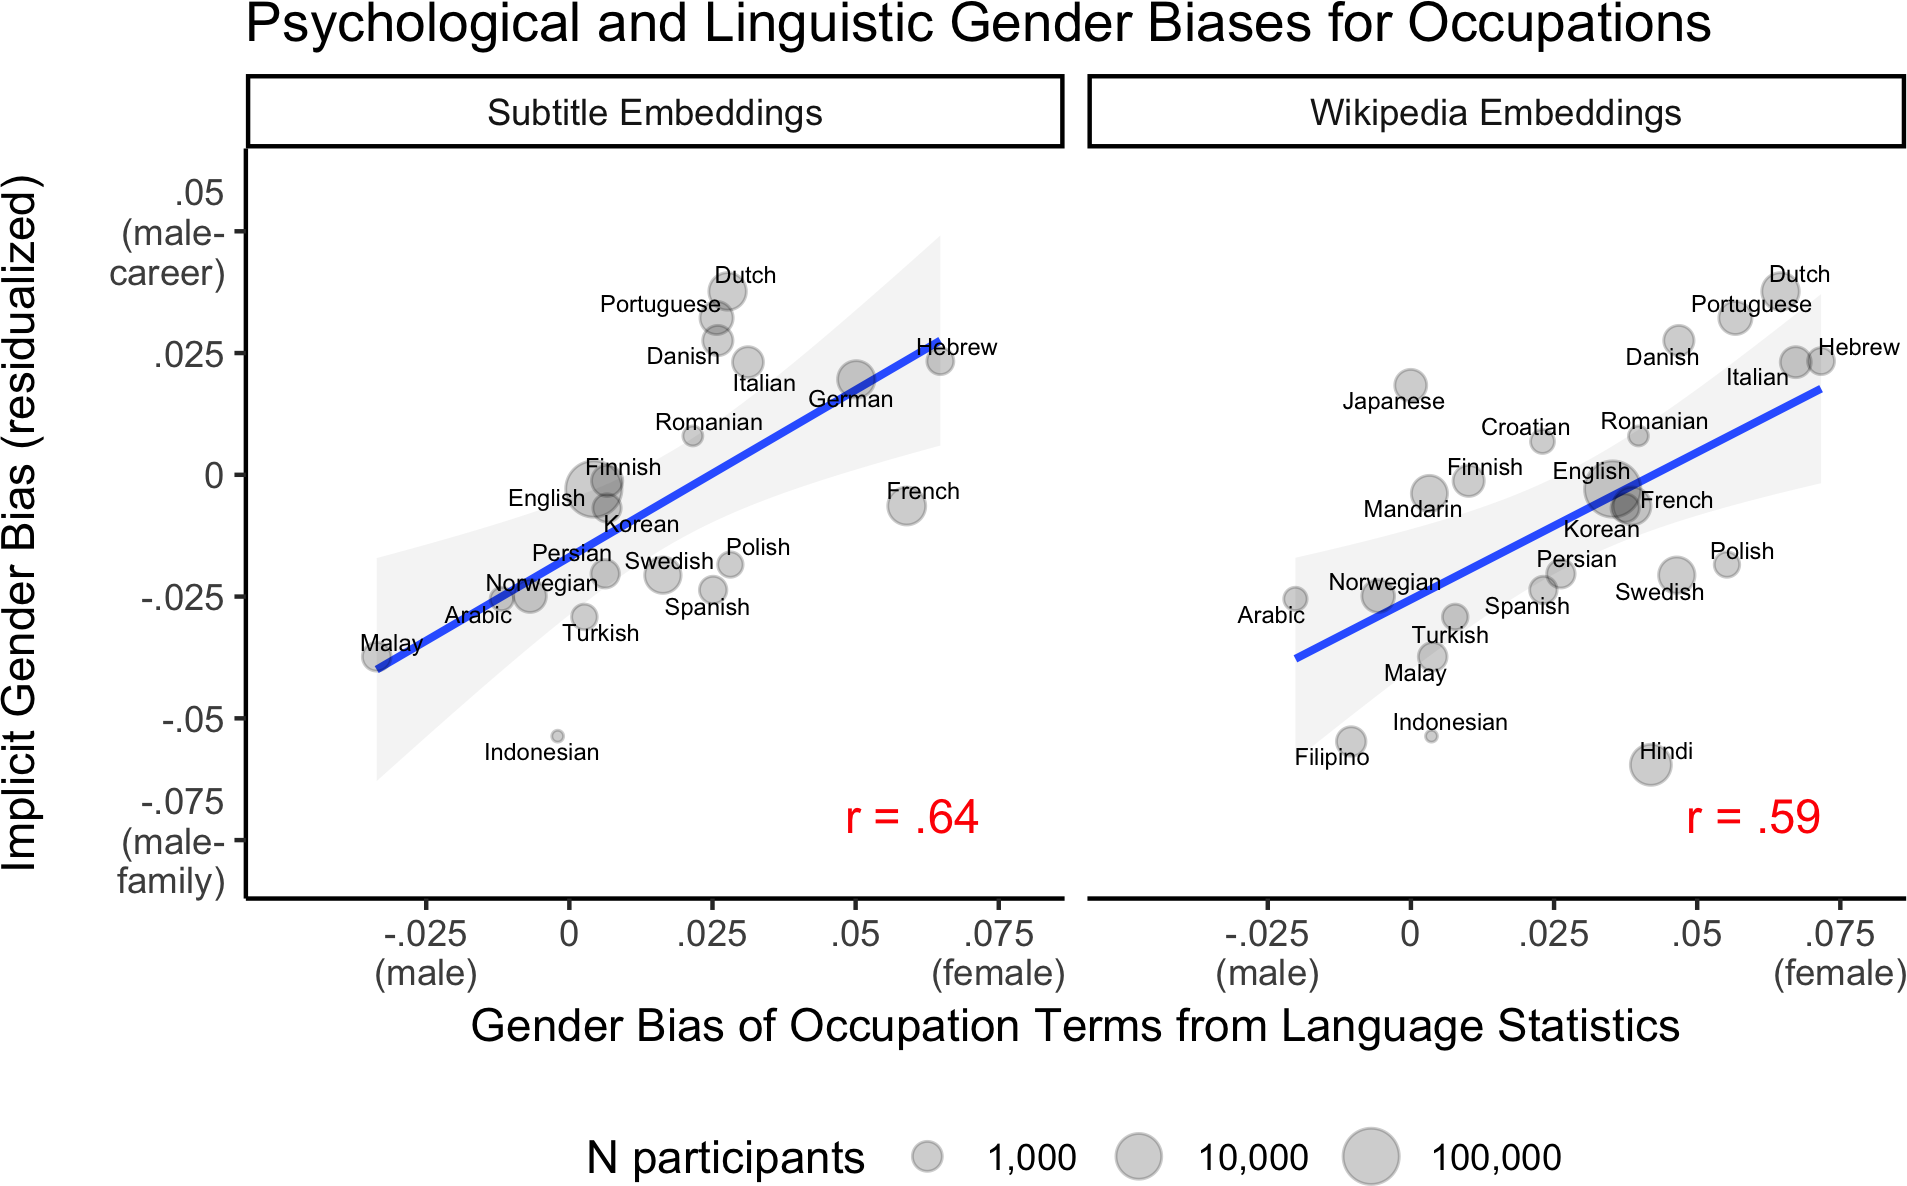 Psychological and Linguistic Gender Biases for Occupations
Subtitle Embeddings
Wikipedia Embeddings
Implicit Gender Bias (residualized)
.05
(male-
career)
.025
0
-.025
-.05
-.075
(male-
family)
Dutch
Portuguese
Danish
Italian
Hebrew
German
Romanian
Finnish
English
French
Korean
Persian
Swedish
Polish
Norwegian
Arabic
Spanish
Turkish
Malay
Indonesian
r = .64
Dutch
Portuguese
Danish
Hebrew
Italian
Japanese
Croatian
Romanian
Finnish
English
Mandarin
French
Korean
Persian
Polish
Norwegian
Swedish
Arabic
Spanish
Turkish
Malay
Indonesian
Filipino
Hindi
r = .59
-.025
(male)
0
.025
.05
.075
(female)
-.025
(male)
0
.025
.05
.075
(female)
Gender Bias of Occupation Terms from Language Statistics
N participants
1,000
10,000
100,000